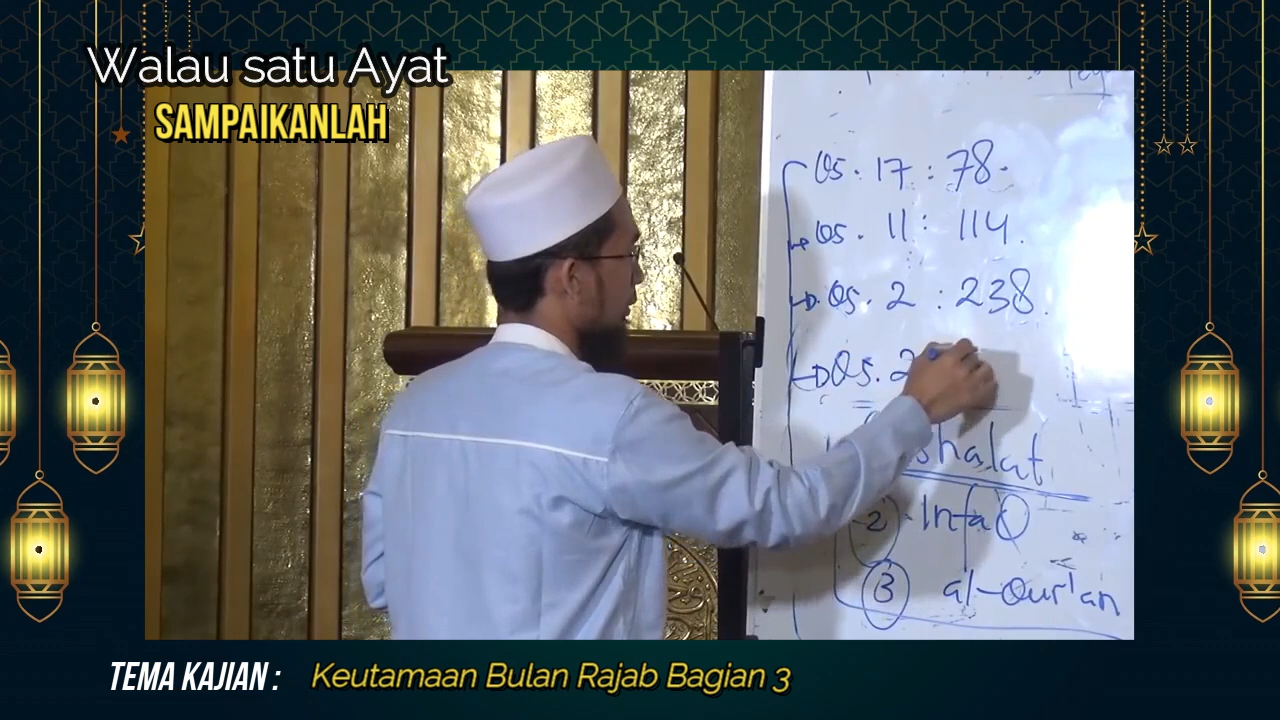 Walau satu Ayat
SAMPAIKANLAH
Qs. 17 : 78.
Qs. 11 : 114.
Qs. 2 : 238.
Qs. 2
shalat
2 Infaq
3 al-Qur'an
TEMA KAJIAN : Keutamaan Bulan Rajab Bagian 3